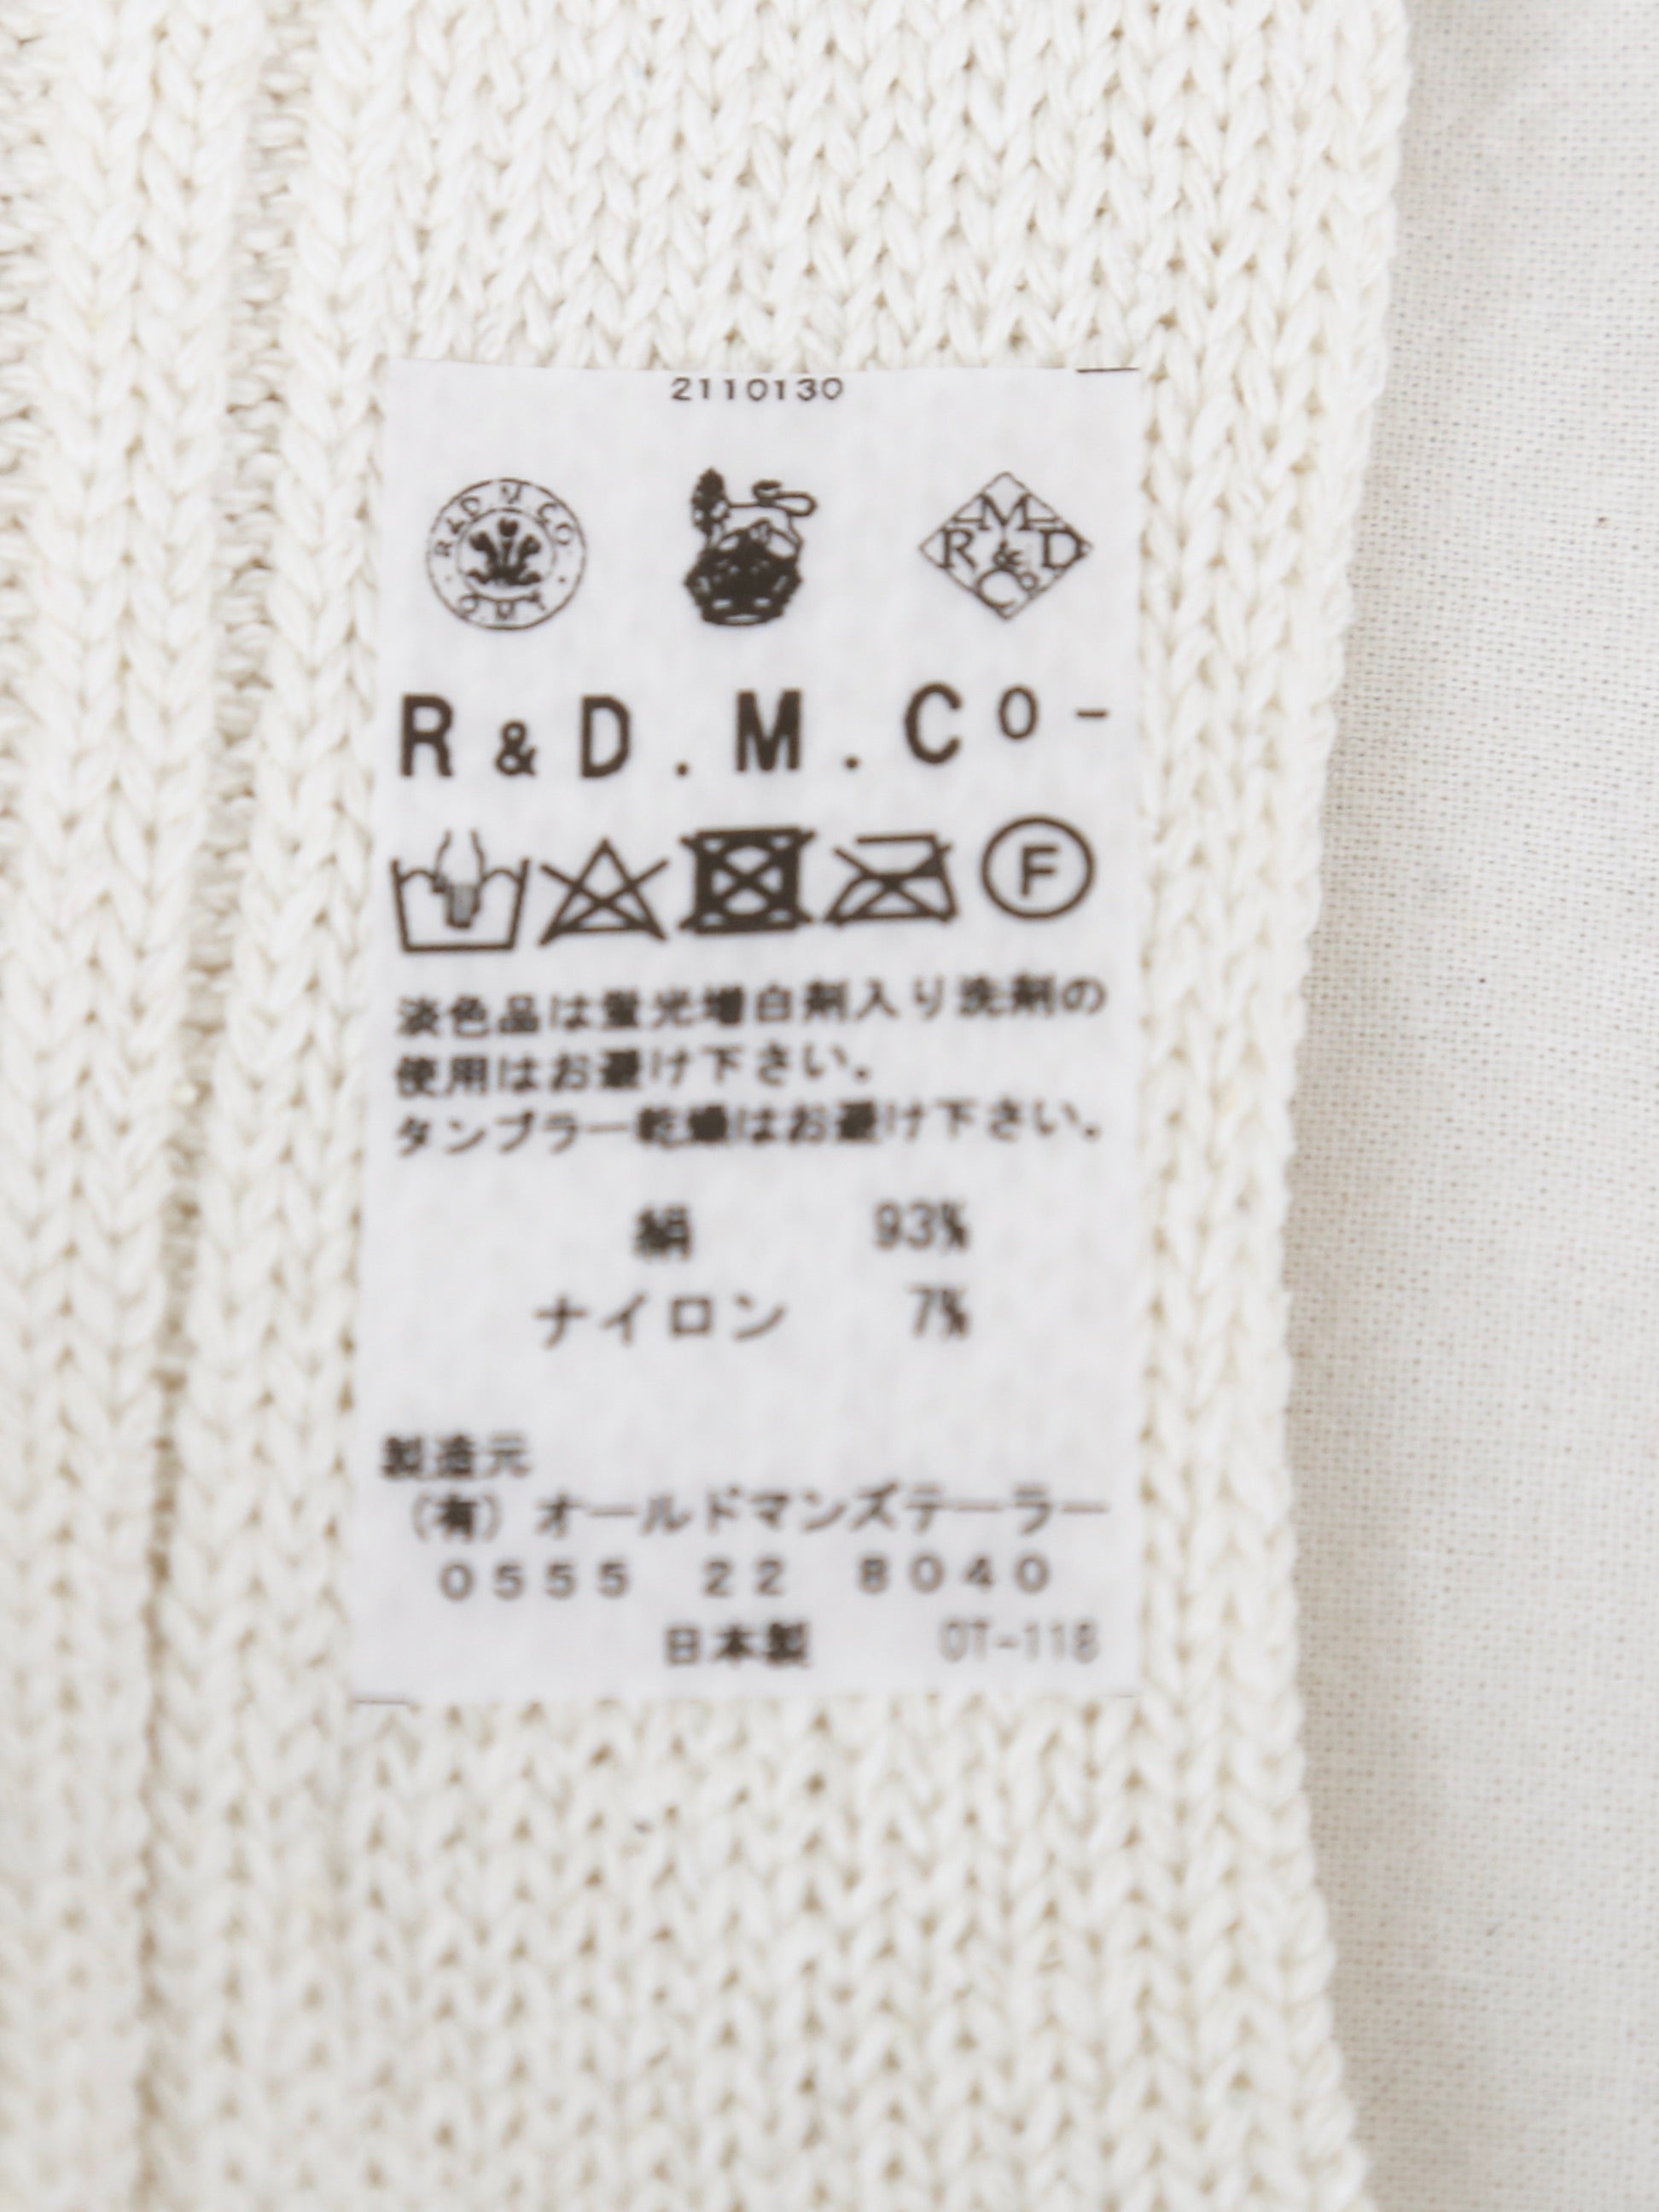 2110130
R&D.M.CO.
O.M.T.
M
R&D
Co
R&D.M.Co-
F
淡色品は蛍光増白剤入り洗剤の
使用はお避け下さい。
タンブラー乾燥はお避け下さい。
絹 93%
ナイロン 7%
製造元
(有)オールドマンズテーラー
0555 22 8040
日本製 OT-118